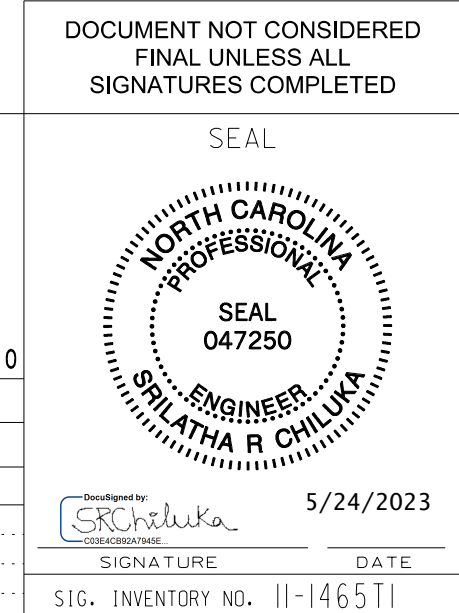 DOCUMENT NOT CONSIDERED
FINAL UNLESS ALL
SIGNATURES COMPLETED
SEAL
NORTH CAROLINA
PROFESSIONAL
SEAL
047250
ENGINEER
SRILATHA R CHILUKA
0
DocuSigned by:
SRChiluka
C03E4CB92A7945E...
5/24/2023
SIGNATURE DATE
SIG. INVENTORY NO. 11-1465T1